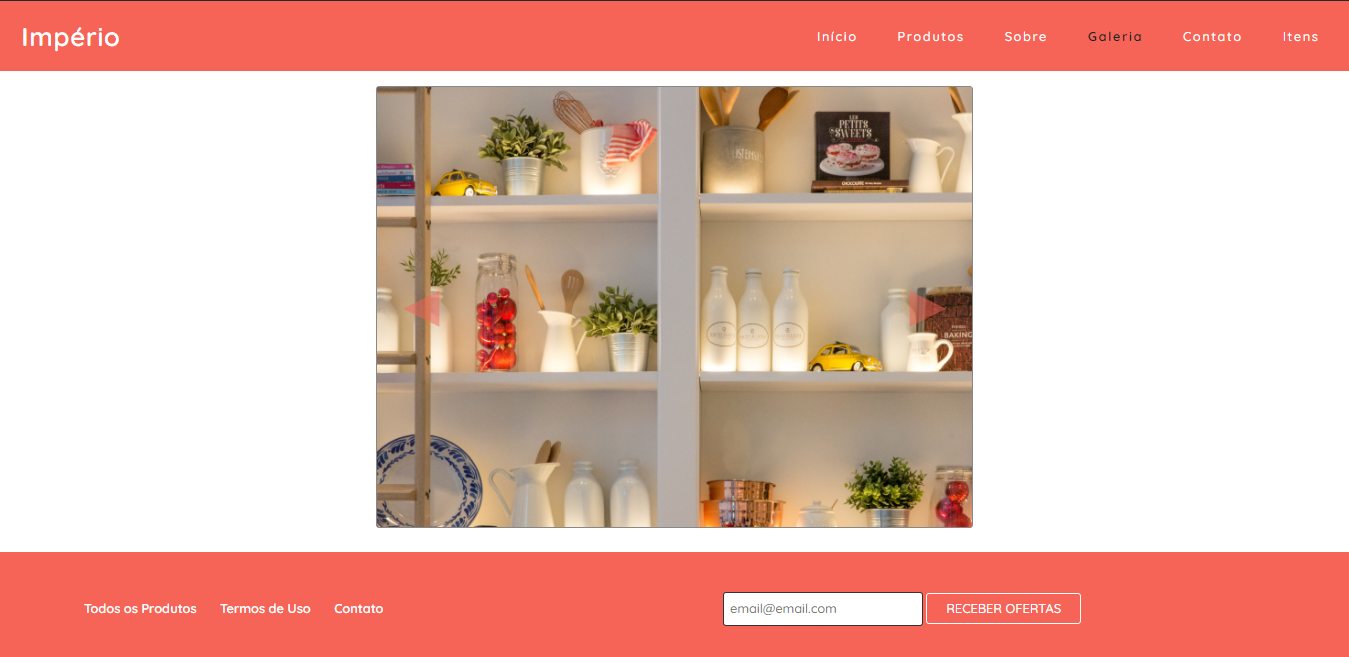 Império
Início Produtos Sobre Galeria Contato Itens
LES
PETITS
SWEETS
CHOCOLATE
BAKING
Todos os Produtos Termos de Uso Contato
email@email.com RECEBER OFERTAS